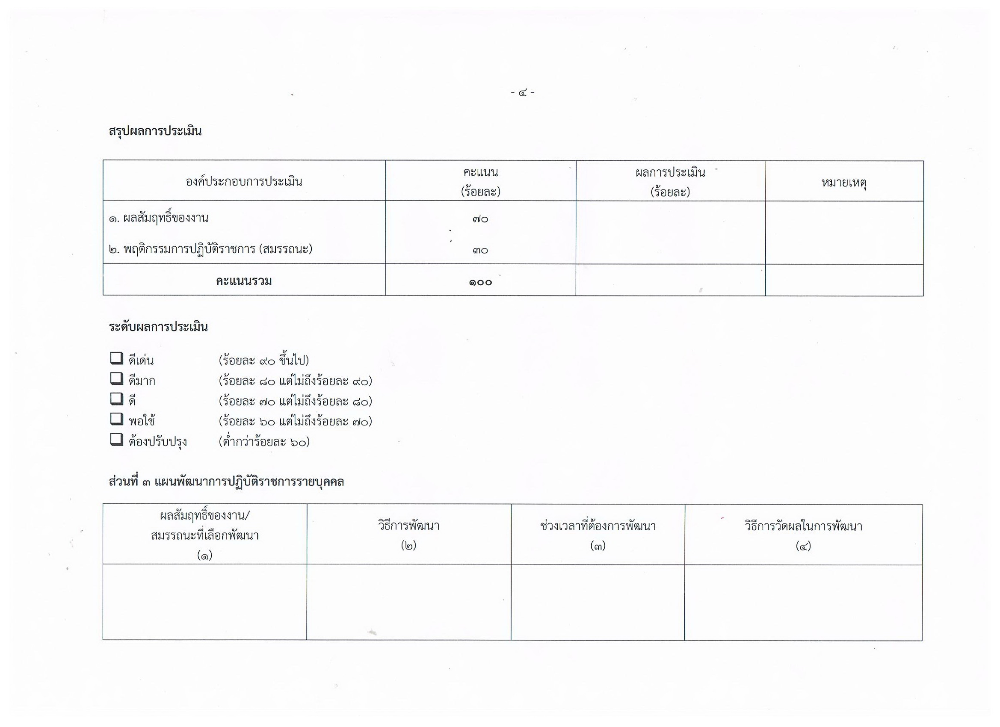 - ๔ -
สรุปผลการประเมิน
องค์ประกอบการประเมิน
คะแนน
(ร้อยละ)
ผลการประเมิน
(ร้อยละ)
หมายเหตุ
๑. ผลสัมฤทธิ์ของงาน ๗๐
๒. พฤติกรรมการปฏิบัติราชการ (สมรรถนะ) ๓๐
คะแนนรวม ๑๐๐
ระดับผลการประเมิน
❑ ดีเด่น (ร้อยละ ๙๐ ขึ้นไป)
❑ ดีมาก (ร้อยละ ๘๐ แต่ไม่ถึงร้อยละ ๙๐)
❑ ดี (ร้อยละ ๗๐ แต่ไม่ถึงร้อยละ ๘๐)
❑ พอใช้ (ร้อยละ ๖๐ แต่ไม่ถึงร้อยละ ๗๐)
❑ ต้องปรับปรุง (ต่ำกว่าร้อยละ ๖๐)
ส่วนที่ ๓ แผนพัฒนาการปฏิบัติราชการรายบุคคล
ผลสัมฤทธิ์ของงาน/
สมรรถนะที่เลือกพัฒนา
(๑)
วิธีการพัฒนา
(๒)
ช่วงเวลาที่ต้องการพัฒนา
(๓)
วิธีการวัดผลในการพัฒนา
(๔)